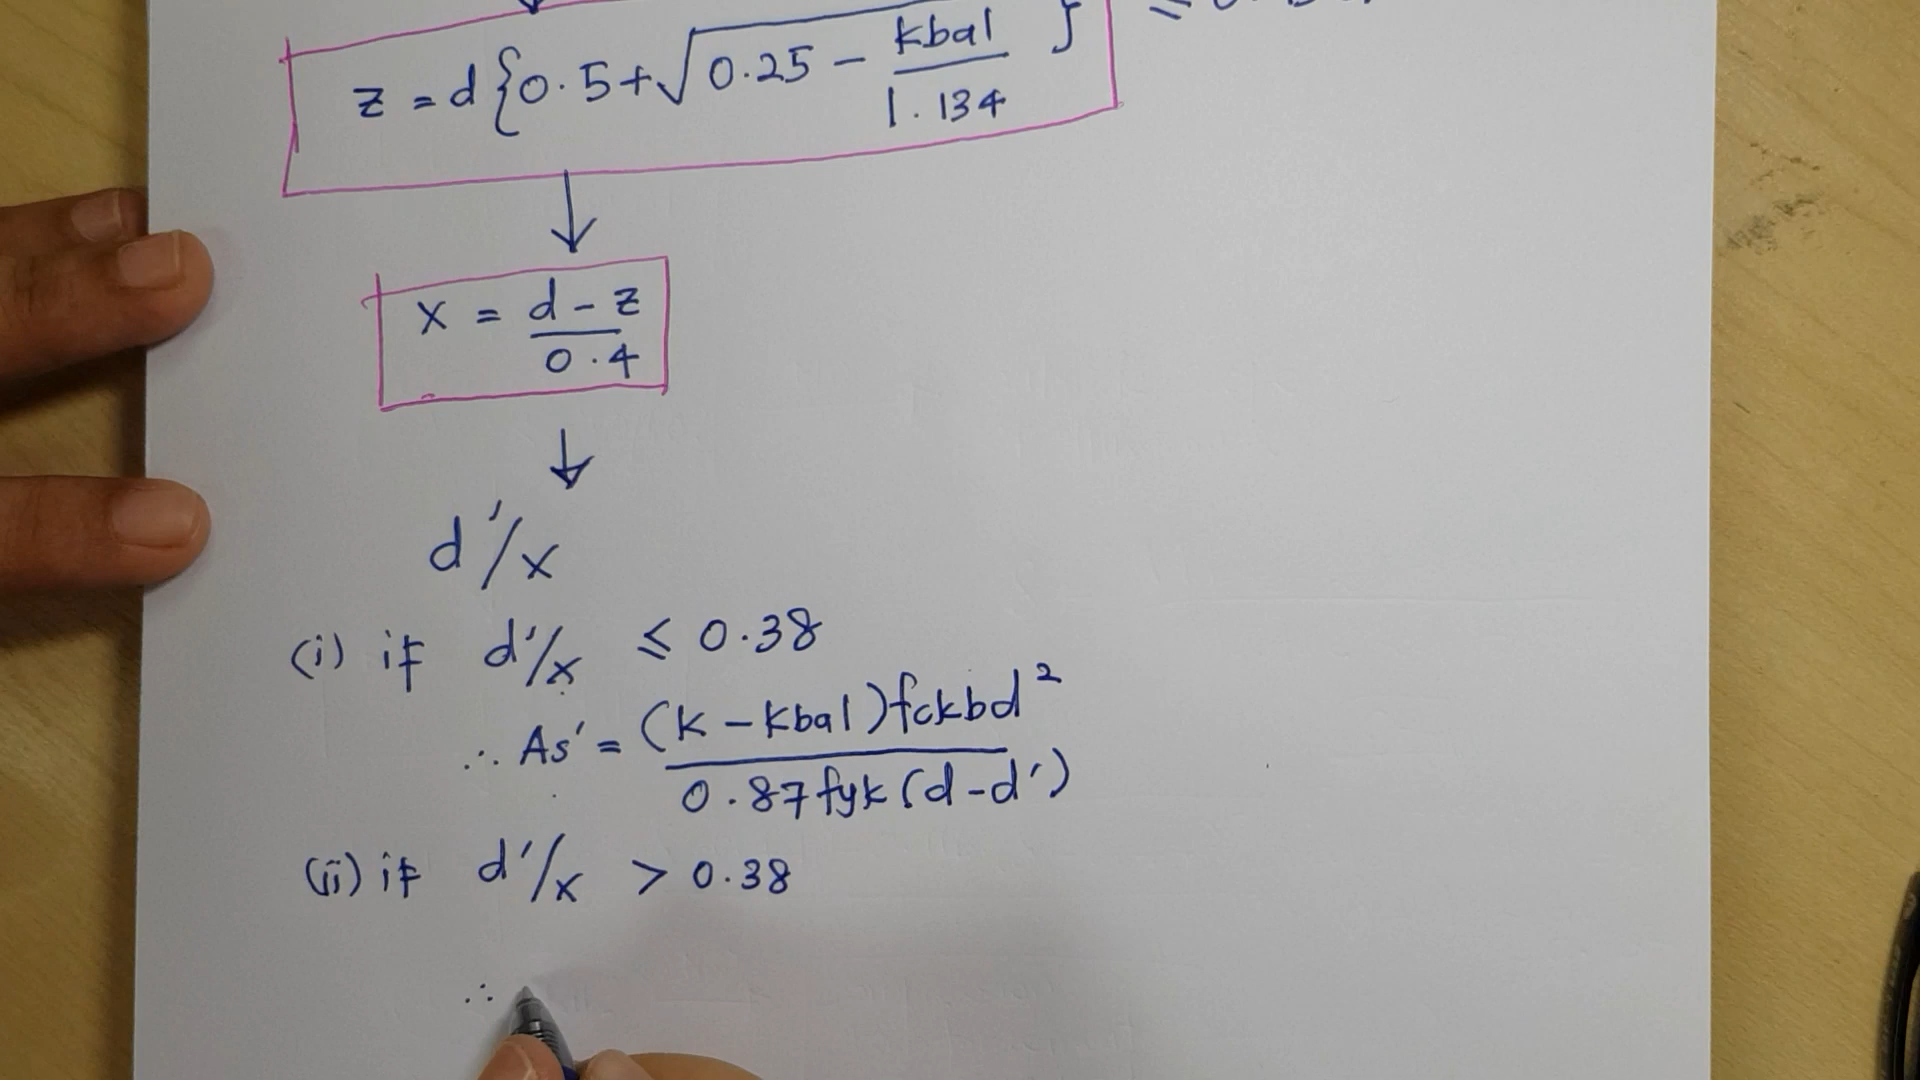 z = d{0.5+√0.25 - kbal/1.134 }
x = d - z / 0.4
d'/x
(i) if d'/x ≤ 0.38
∴ As' = (k - kbal)fckbd² / 0.87fyk(d-d')
(ii) if d'/x > 0.38
∴